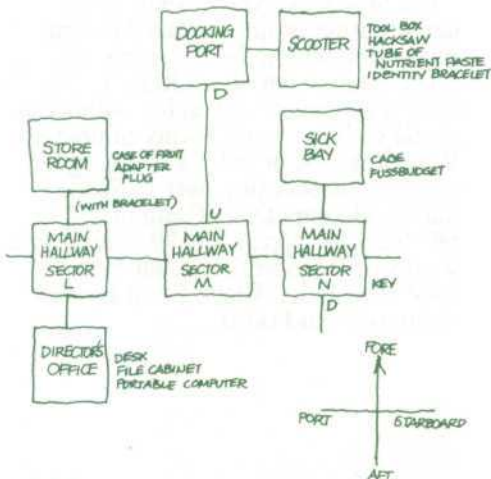 DOCKING
PORT
SCOOTER
TOOL BOX
HACKSAW
TUBE OF
NUTRIENT PASTE
IDENTITY BRACELET
D
STORE
ROOM
CASE OF FRUIT
ADAPTER
PLUG
SICK
BAY
CAGE
FUSSBUDGET
(WITH BRACELET)
U
MAIN
HALLWAY
SECTOR
L
MAIN
HALLWAY
SECTOR
M
MAIN
HALLWAY
SECTOR
N
KEY
D
DIRECTOR'S
OFFICE
DESK
FILE CABINET
PORTABLE COMPUTER
FORE
PORT
STARBOARD
AFT